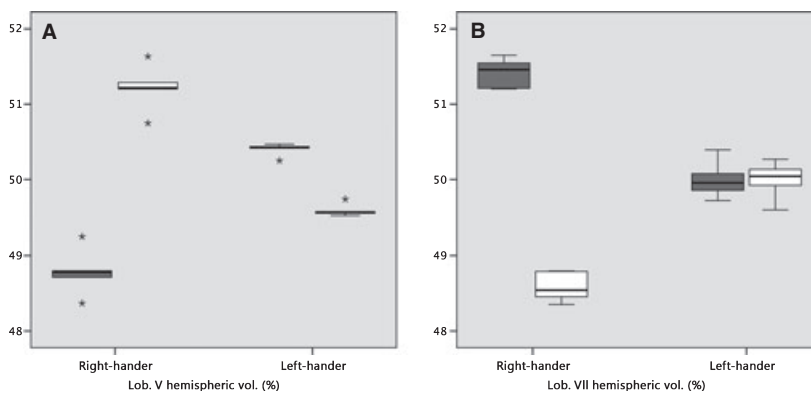 A
52
51
50
49
48
Right-hander Left-hander
Lob. V hemispheric vol. (%)
B
52
51
50
49
48
Right-hander Left-hander
Lob. VII hemispheric vol. (%)